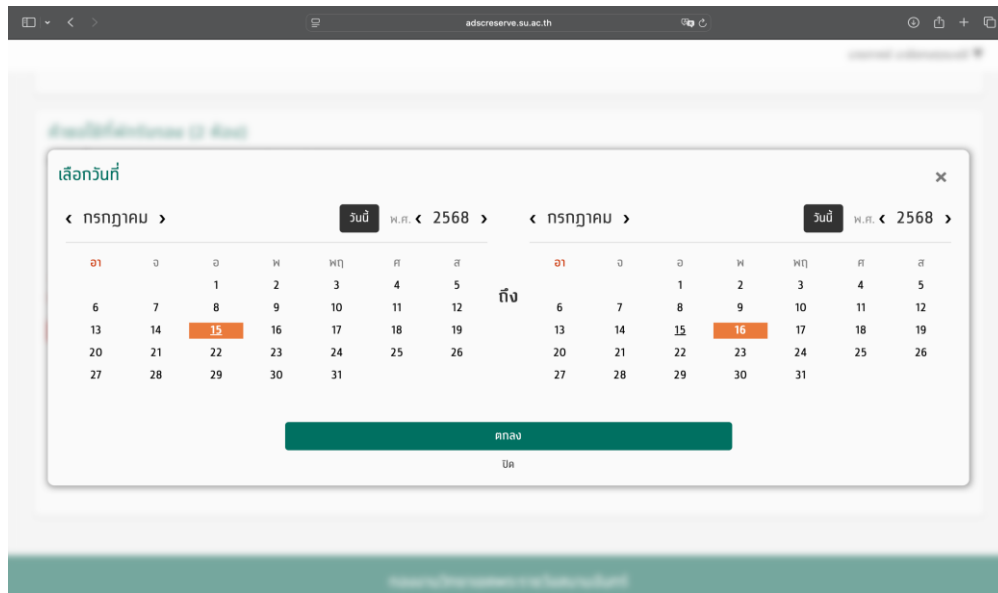 adscreserve.su.ac.th
เลือกวันที่ ×
‹ กรกฎาคม › วันนี้ พ.ศ. ‹ 2568 ›
อา จ อ พ พฤ ศ ส
1 2 3 4 5
6 7 8 9 10 11 12
13 14 15 16 17 18 19
20 21 22 23 24 25 26
27 28 29 30 31
ถึง
‹ กรกฎาคม › วันนี้ พ.ศ. ‹ 2568 ›
อา จ อ พ พฤ ศ ส
1 2 3 4 5
6 7 8 9 10 11 12
13 14 15 16 17 18 19
20 21 22 23 24 25 26
27 28 29 30 31
ตกลง
ปิด